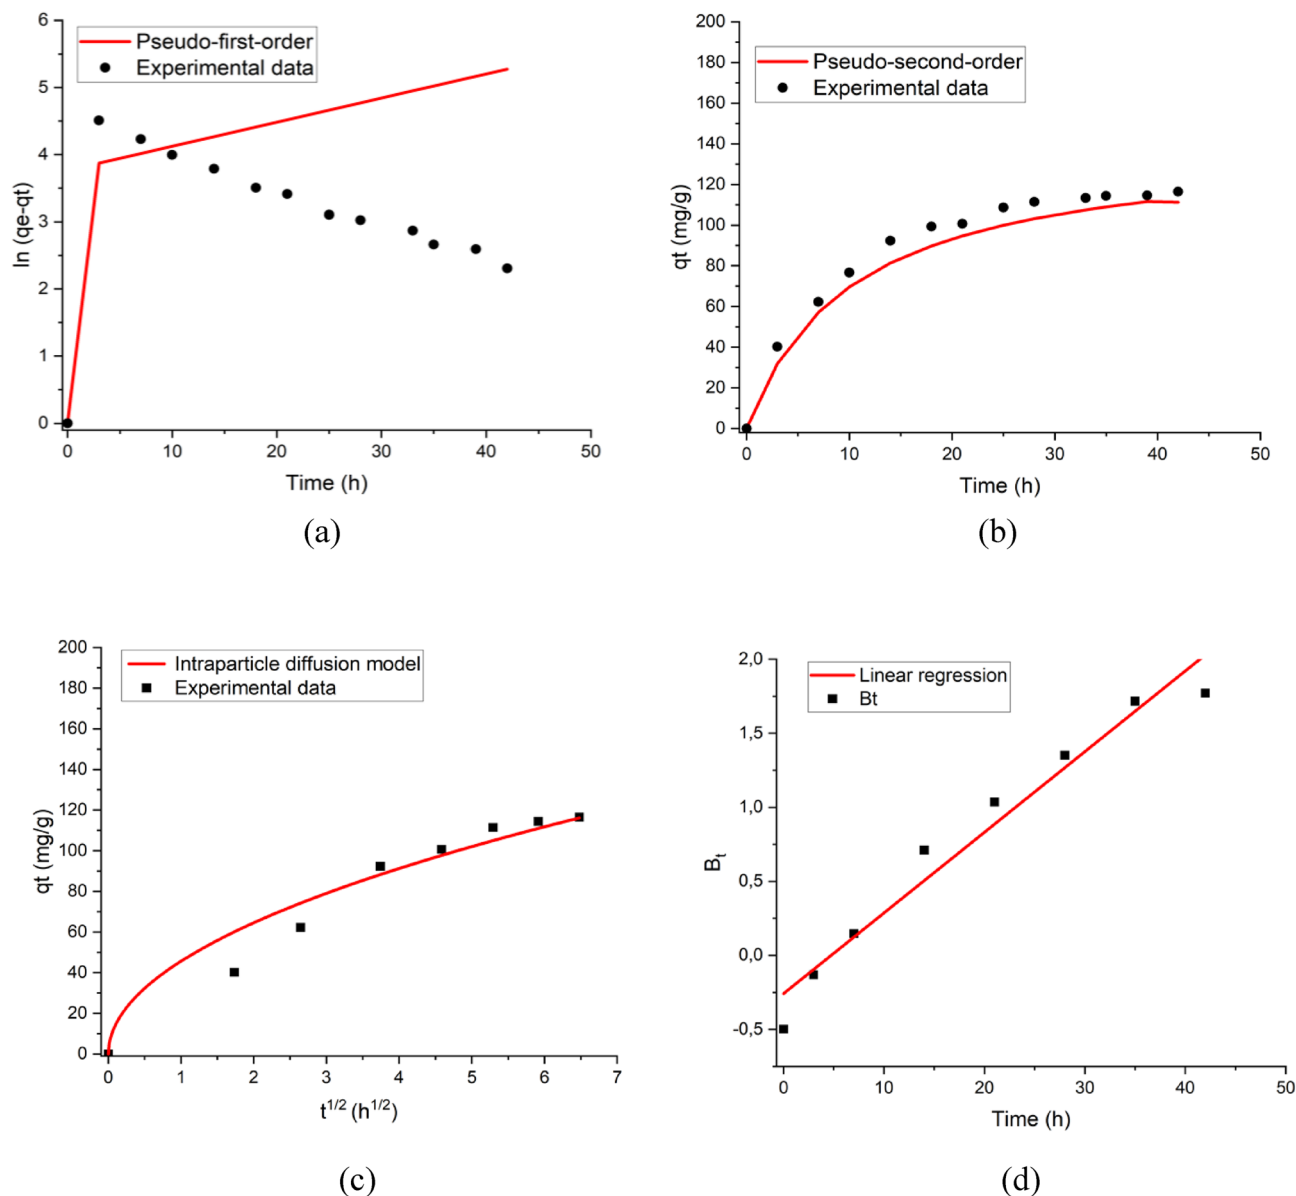 Pseudo-first-order
Experimental data
6
5
4
3
2
1
0
ln (qe-qt)
0 10 20 30 40 50
Time (h)
(a)
Pseudo-second-order
Experimental data
200
180
160
140
120
100
80
60
40
20
0
qt (mg/g)
0 10 20 30 40 50
Time (h)
(b)
Intraparticle diffusion model
Experimental data
200
180
160
140
120
100
80
60
40
20
0
qt (mg/g)
0 1 2 3 4 5 6 7
t^1/2 (h^1/2)
(c)
Linear regression
Bt
2,0
1,5
1,0
0,5
0,0
-0,5
B_t
0 10 20 30 40 50
Time (h)
(d)